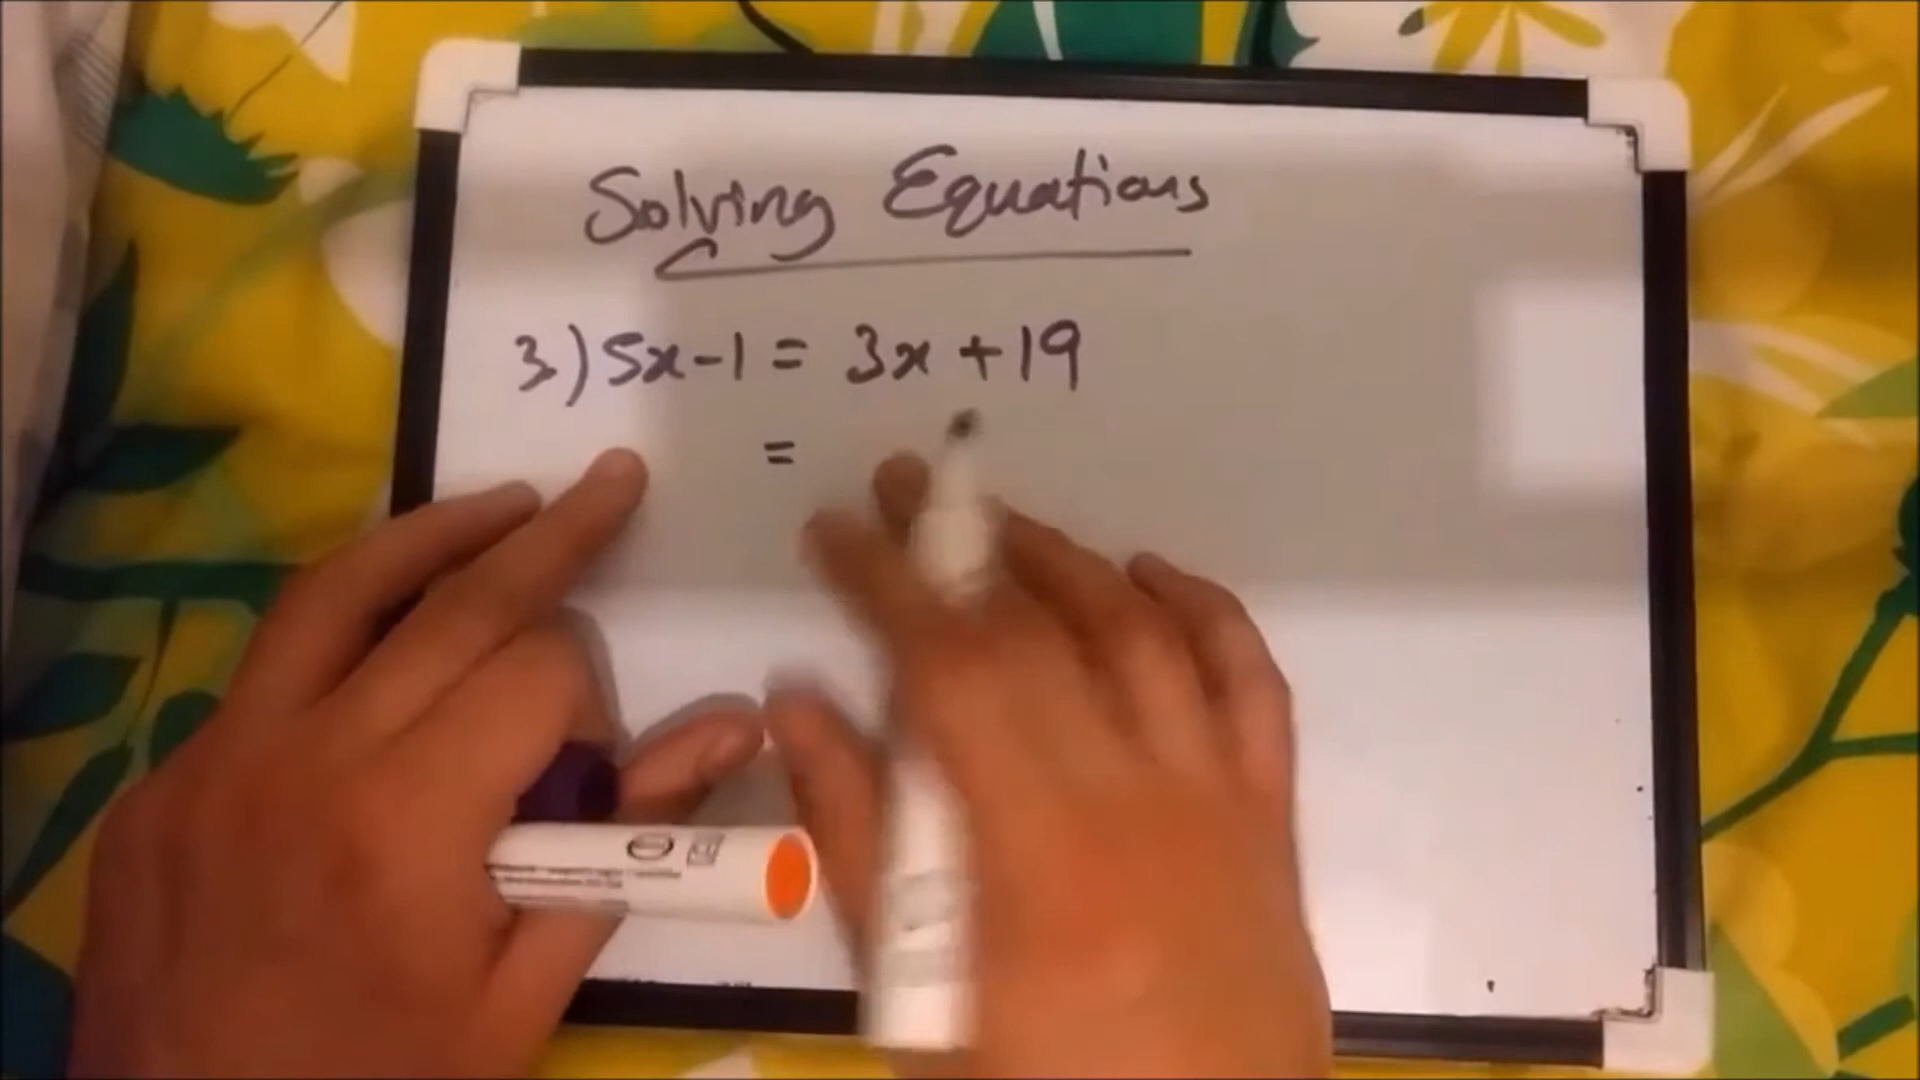 Solving Equations
3) 5x-1 = 3x +19
=